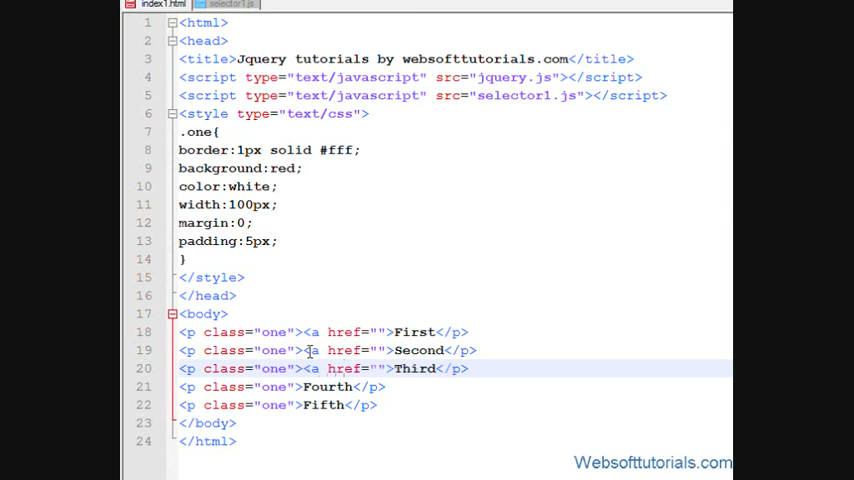 index1.html selector1.js
1 <html>
2 <head>
3 <title>Jquery tutorials by websofttutorials.com</title>
4 <script type="text/javascript" src="jquery.js"></script>
5 <script type="text/javascript" src="selector1.js"></script>
6 <style type="text/css">
7 .one{
8 border:1px solid #fff;
9 background:red;
10 color:white;
11 width:100px;
12 margin:0;
13 padding:5px;
14 }
15 </style>
16 </head>
17 <body>
18 <p class="one"><a href="">First</p>
19 <p class="one"><a href="">Second</p>
20 <p class="one"><a href="">Third</p>
21 <p class="one">Fourth</p>
22 <p class="one">Fifth</p>
23 </body>
24 </html>
Websofttutorials.com